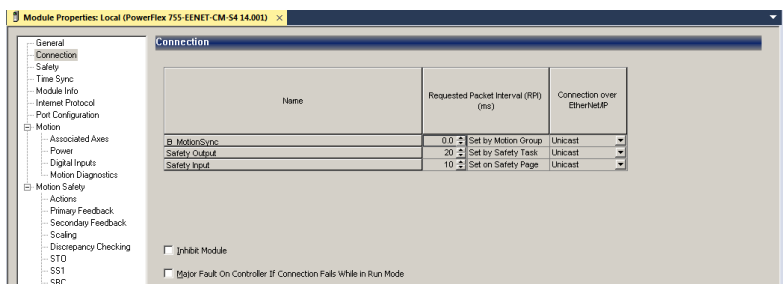 Module Properties: Local (PowerFlex 755-EENET-CM-S4 14.001) ×
General
Connection
Safety
Time Sync
Module Info
Internet Protocol
Port Configuration
Motion
Associated Axes
Power
Digital Inputs
Motion Diagnostics
Motion Safety
Actions
Primary Feedback
Secondary Feedback
Scaling
Discrepancy Checking
STO
SS1
SBC
Connection
Name
Requested Packet Interval (RPI)
(ms)
Connection over
EtherNet/IP
B_MotionSync 0.0 Set by Motion Group Unicast
Safety Output 20 Set by Safety Task Unicast
Safety Input 10 Set on Safety Page Unicast
Inhibit Module
Major Fault On Controller If Connection Fails While in Run Mode